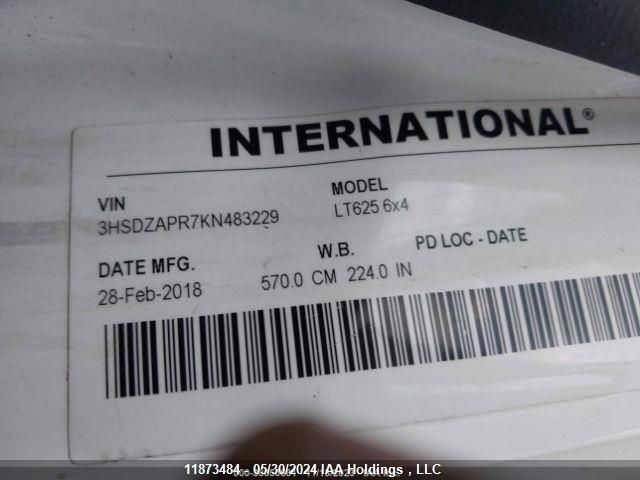 INTERNATIONAL®
VIN
3HSDZAPR7KN483229
MODEL
LT625 6x4
DATE MFG.
28-Feb-2018
W.B.
570.0 CM 224.0 IN
PD LOC - DATE
11873484 - 05/30/2024 IAA Holdings , LLC